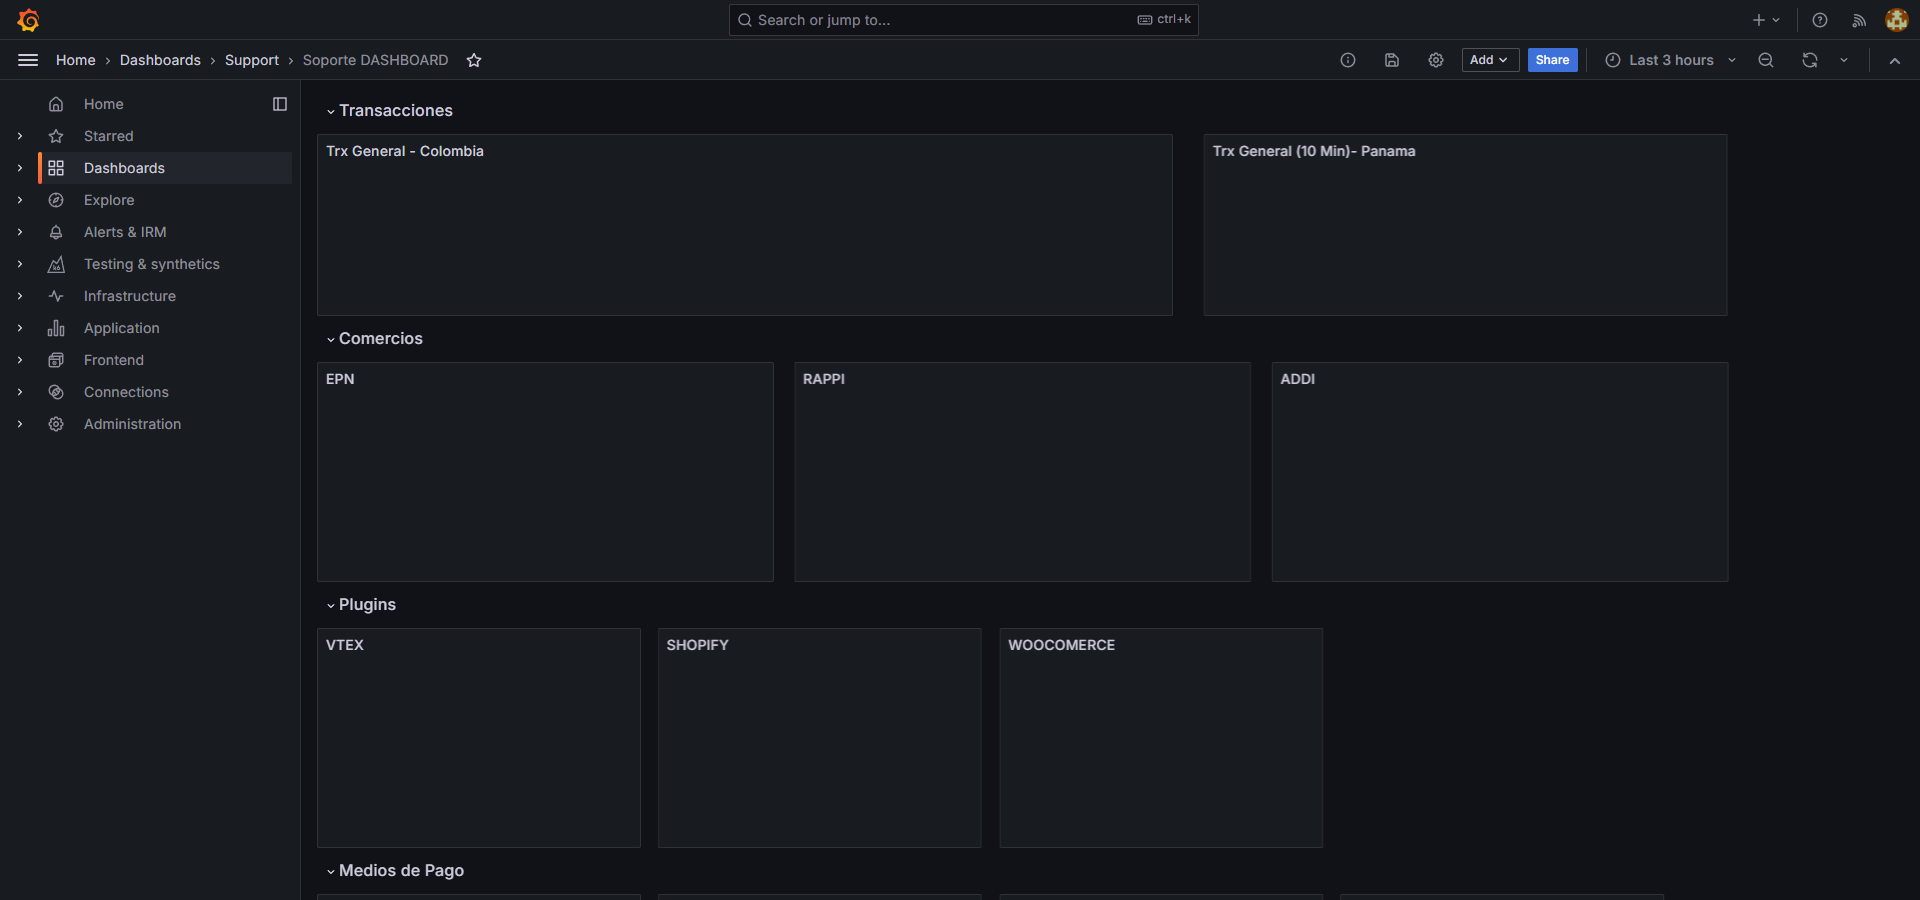 Search or jump to...
ctrl+k
Home › Dashboards › Support › Soporte DASHBOARD
Add
Share
Last 3 hours
Home
Starred
Dashboards
Explore
Alerts & IRM
Testing & synthetics
Infrastructure
Application
Frontend
Connections
Administration
Transacciones
Trx General - Colombia
Trx General (10 Min)- Panama
Comercios
EPN
RAPPI
ADDI
Plugins
VTEX
SHOPIFY
WOOCOMERCE
Medios de Pago